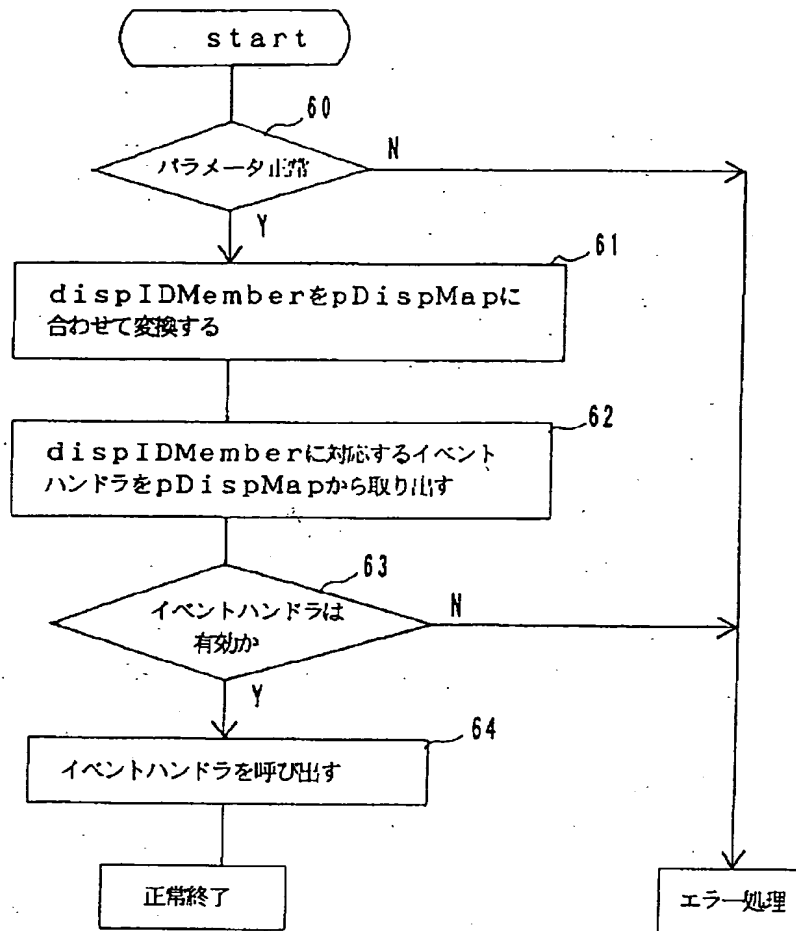 start
60
パラメータ正常
N
Y
61
dispIDMemberをpDispMapに
合わせて変換する
62
dispIDMemberに対応するイベント
ハンドラをpDispMapから取り出す
63
イベントハンドラは
有効か
N
Y
64
イベントハンドラを呼び出す
正常終了
エラー処理